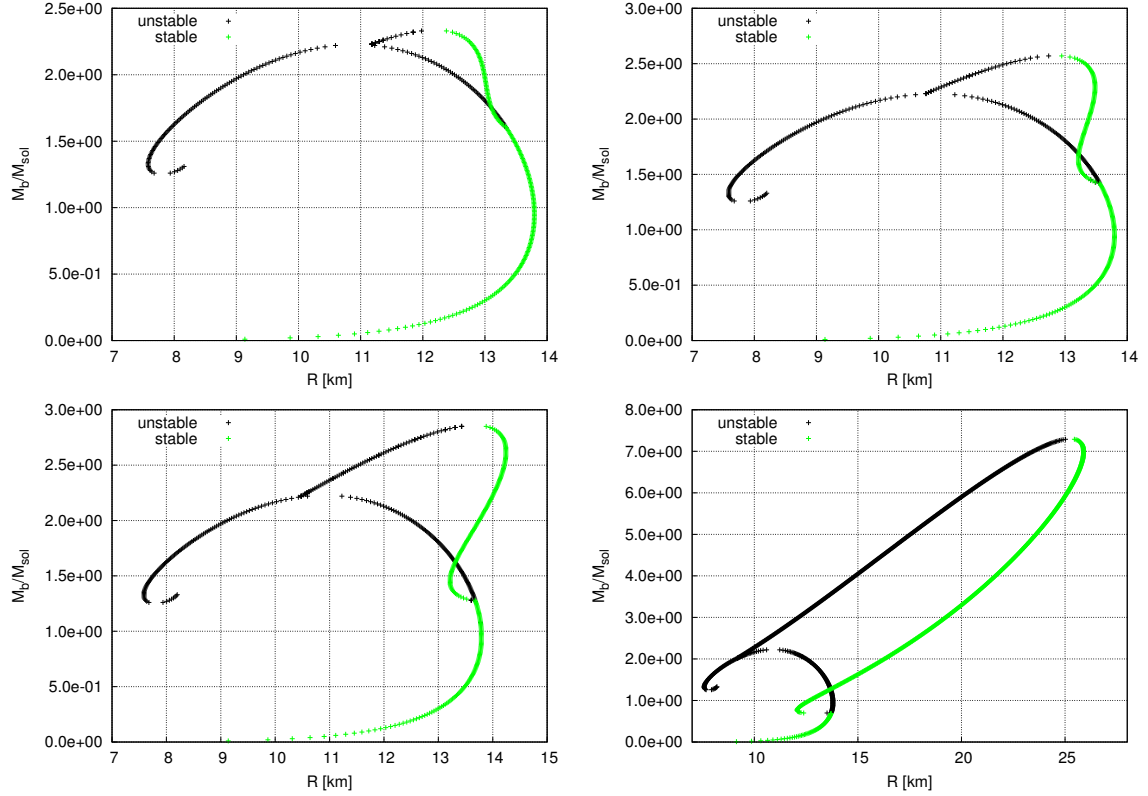 2.5e+00
2.0e+00
1.5e+00
1.0e+00
5.0e-01
0.0e+00
M_b/M_sol
unstable
stable
7 8 9 10 11 12 13 14
R [km]
3.0e+00
2.5e+00
2.0e+00
1.5e+00
1.0e+00
5.0e-01
0.0e+00
M_b/M_sol
unstable
stable
7 8 9 10 11 12 13 14
R [km]
3.0e+00
2.5e+00
2.0e+00
1.5e+00
1.0e+00
5.0e-01
0.0e+00
M_b/M_sol
unstable
stable
7 8 9 10 11 12 13 14 15
R [km]
8.0e+00
7.0e+00
6.0e+00
5.0e+00
4.0e+00
3.0e+00
2.0e+00
1.0e+00
0.0e+00
M_b/M_sol
unstable
stable
10 15 20 25
R [km]